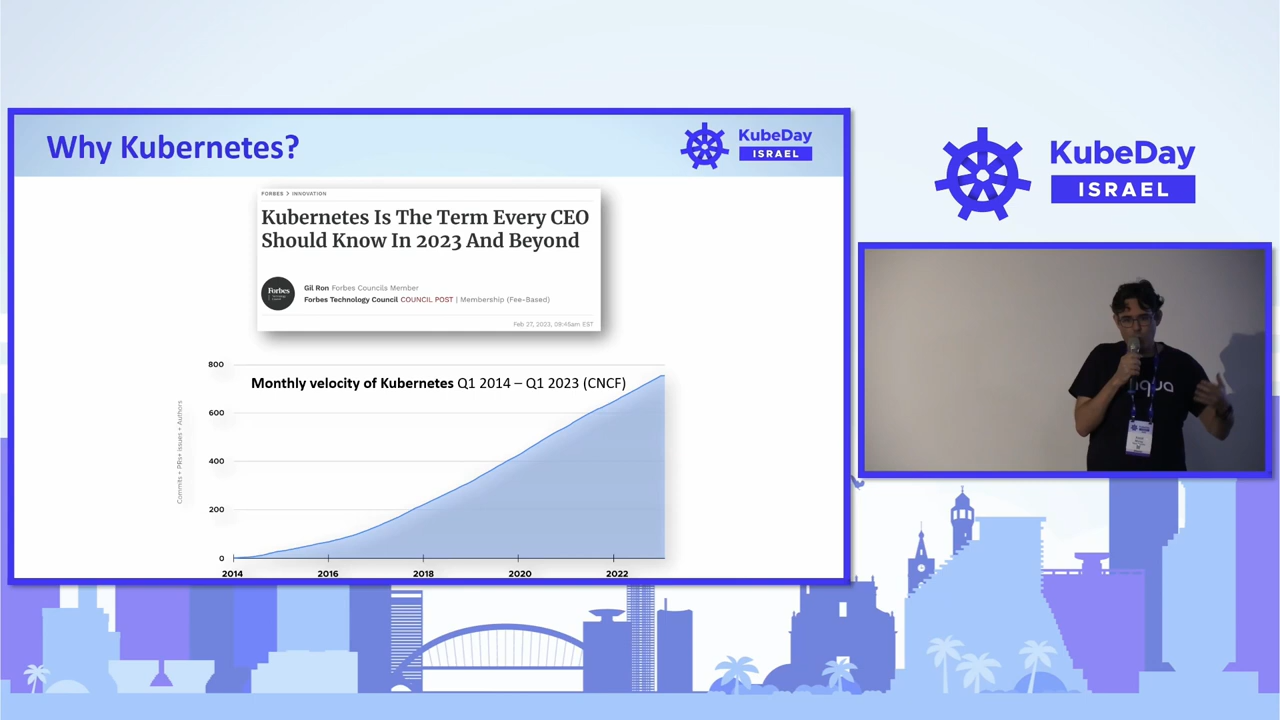 Why Kubernetes?
KubeDay
ISRAEL
FORBES > INNOVATION
Kubernetes Is The Term Every CEO
Should Know In 2023 And Beyond
Forbes
Gil Ron Forbes Councils Member
Forbes Technology Council COUNCIL POST | Membership (Fee-Based)
Feb 27, 2023, 09:45am EST
Monthly velocity of Kubernetes Q1 2014 – Q1 2023 (CNCF)
Commits + PRs+ Issues + Authors
800
600
400
200
0
2014 2016 2018 2020 2022
KubeDay
ISRAEL
aqua